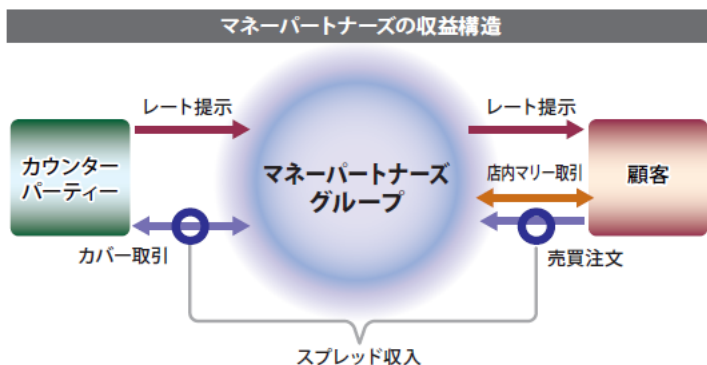 マネーパートナーズの収益構造
レート提示
レート提示
カウンター
パーティー
マネーパートナーズ
グループ
店内マリー取引
顧客
カバー取引
売買注文
スプレッド収入